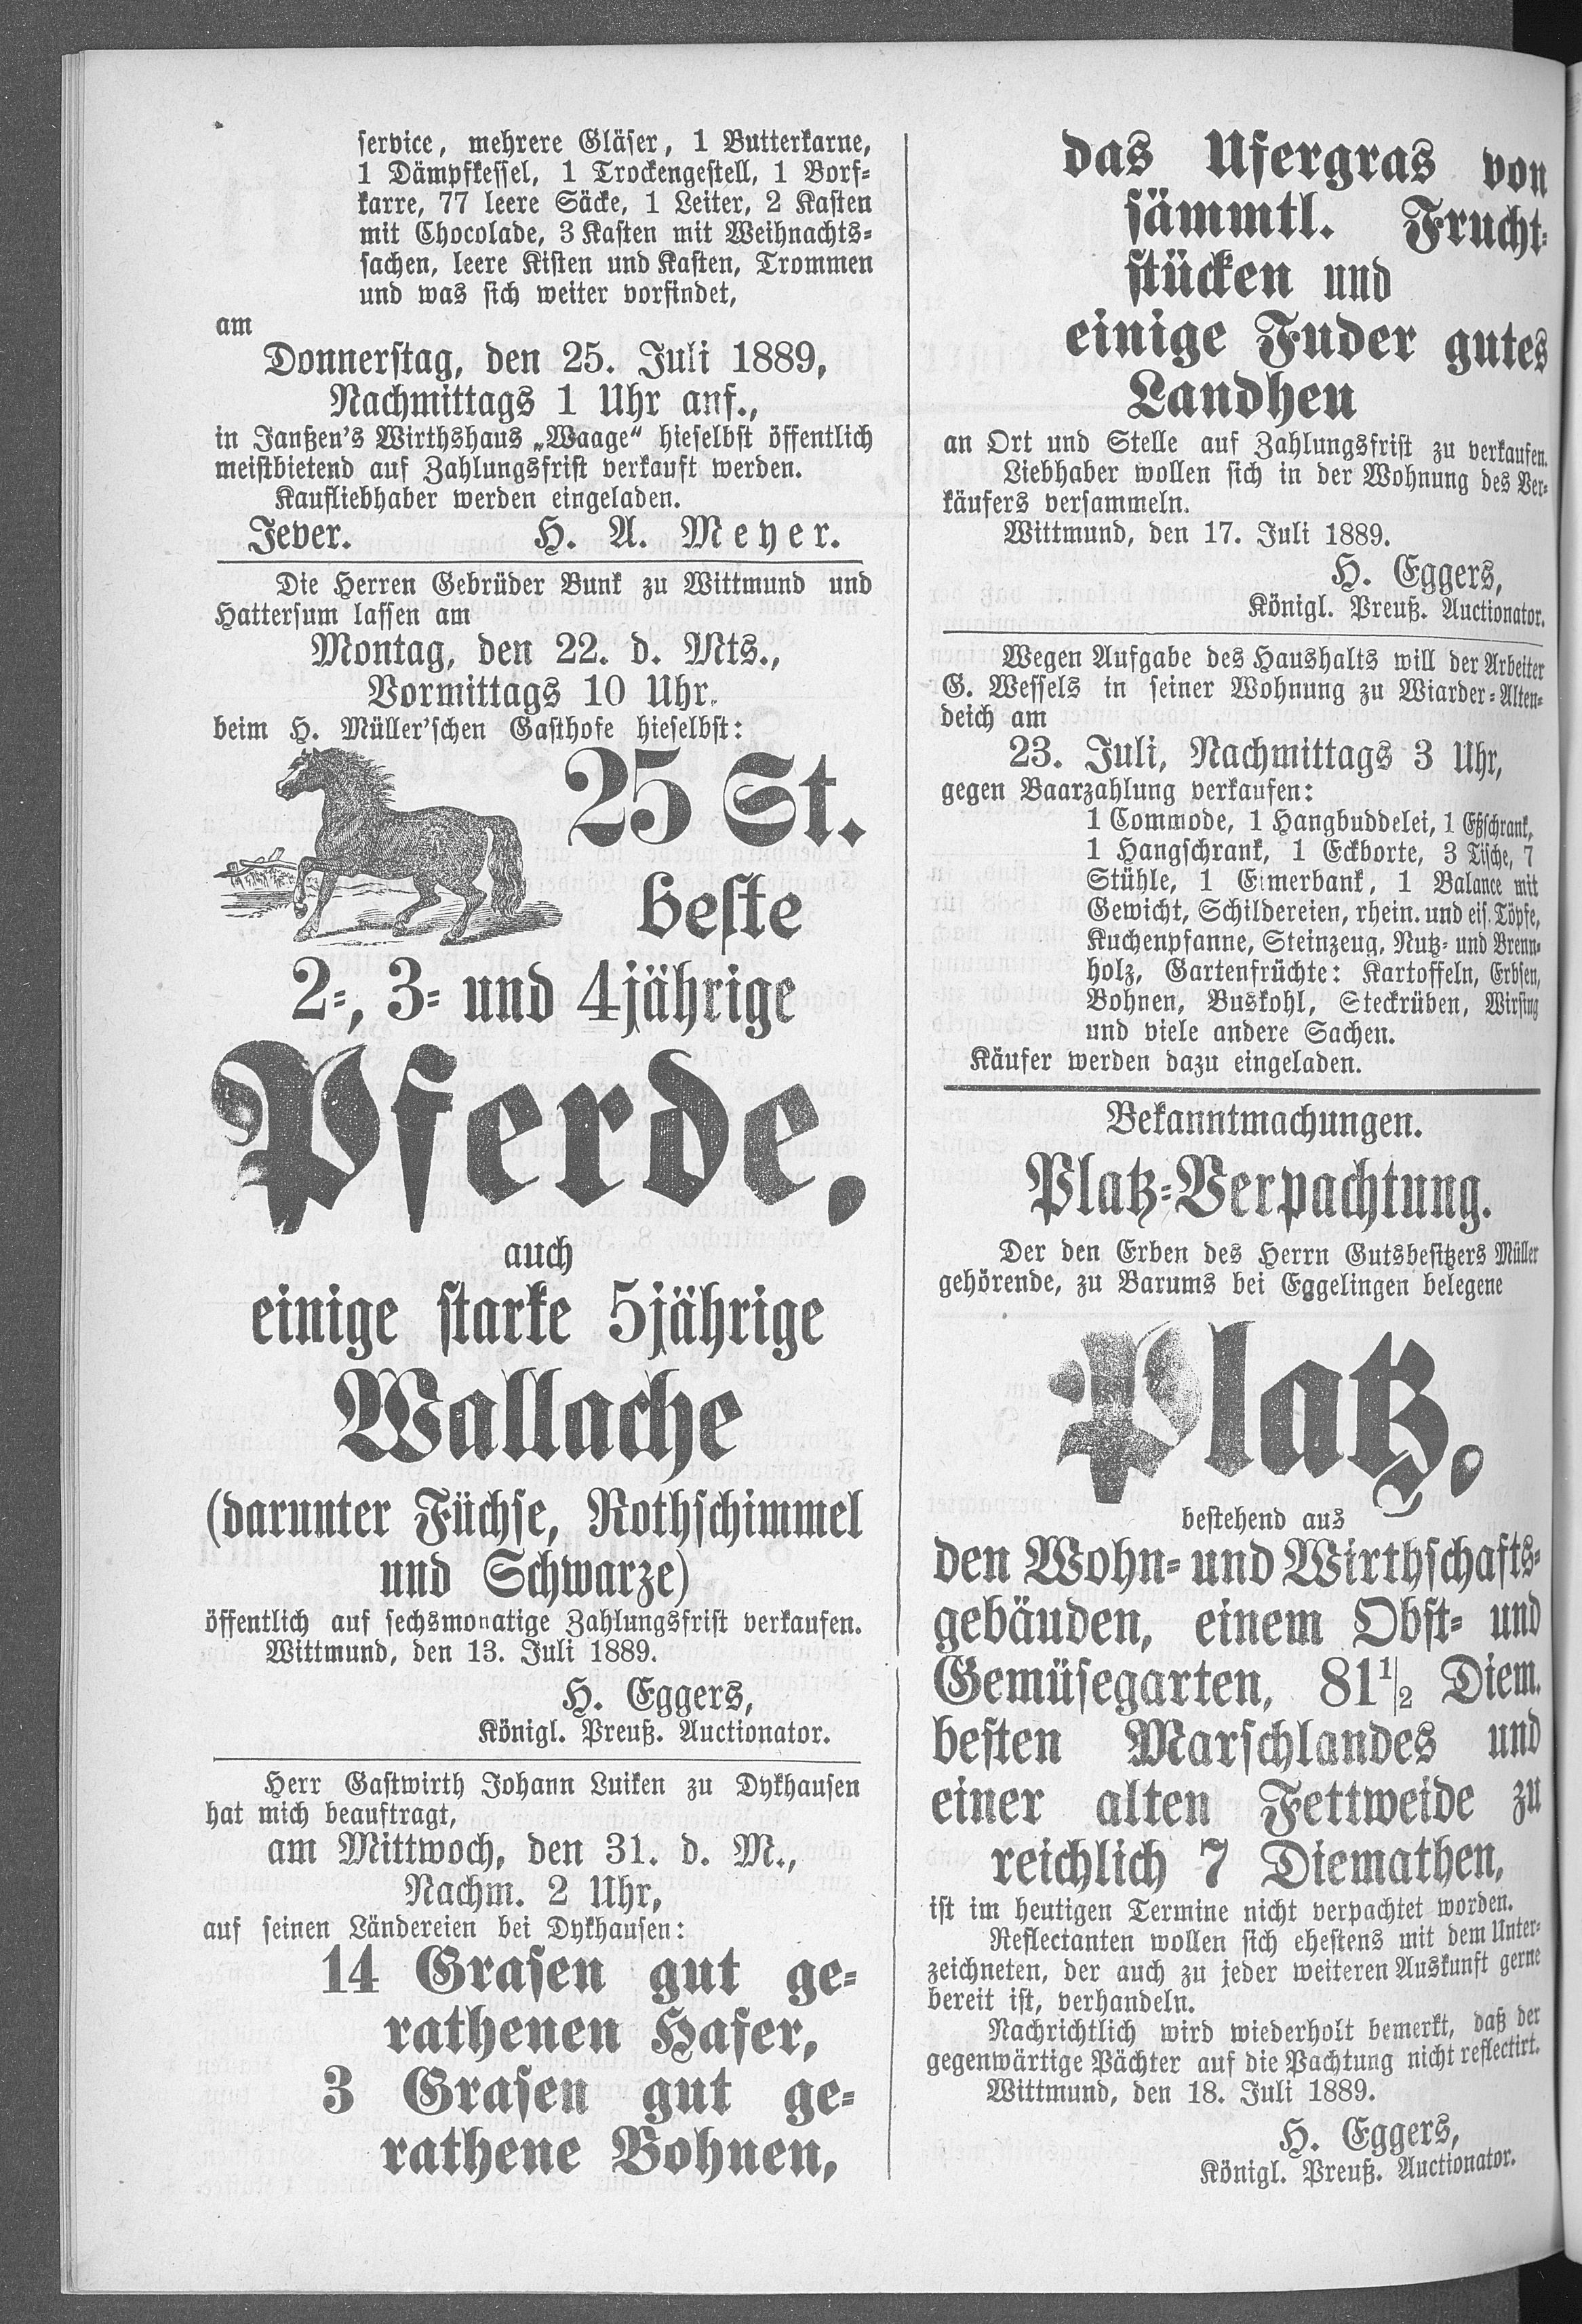 service, mehrere Gläser, 1 Butterkarne,
1 Dämpfkessel, 1 Trockengestell, 1 Borf-
karre, 77 leere Säcke, 1 Leiter, 2 Kasten
mit Chocolade, 3 Kasten mit Weihnachts-
sachen, leere Kisten und Kasten, Trommen
und was sich weiter vorfindet,
am
Donnerstag, den 25. Juli 1889,
Nachmittags 1 Uhr anf.,
in Janßen's Wirthshaus „Waage“ hieselbst öffentlich
meistbietend auf Zahlungsfrist verkauft werden.
Kaufliebhaber werden eingeladen.
Jever. H. A. Meyer.
Die Herren Gebrüder Bunk zu Wittmund und
Hattersum lassen am
Montag, den 22. d. Mts.,
Vormittags 10 Uhr,
beim H. Müller'schen Gasthofe hieselbst:
25 St.
beste
2-, 3- und 4jährige
Pferde,
auch
einige starke 5jährige
Wallache
(darunter Füchse, Rothschimmel
und Schwarze)
öffentlich auf sechsmonatige Zahlungsfrist verkaufen.
Wittmund, den 13. Juli 1889.
H. Eggers,
Königl. Preuß. Auctionator.
Herr Gastwirth Johann Luiken zu Dykhausen
hat mich beauftragt,
am Mittwoch, den 31. d. M.,
Nachm. 2 Uhr,
auf seinen Ländereien bei Dykhausen:
14 Grasen gut ge-
rathenen Hafer,
3 Grasen gut ge-
rathene Bohnen,
das Ufergras von
sämmtl. Frucht-
stücken und
einige Fuder gutes
Landheu
an Ort und Stelle auf Zahlungsfrist zu verkaufen.
Liebhaber wollen sich in der Wohnung des Ver-
käufers versammeln.
Wittmund, den 17. Juli 1889.
H. Eggers,
Königl. Preuß. Auctionator.
Wegen Aufgabe des Haushalts will der Arbeiter
G. Wessels in seiner Wohnung zu Wiarder-Alten-
deich am
23. Juli, Nachmittags 3 Uhr,
gegen Baarzahlung verkaufen:
1 Commode, 1 Hangbuddelei, 1 Eßschrank,
1 Hangschrank, 1 Eckborte, 3 Tische, 7
Stühle, 1 Eimerbank, 1 Balance mit
Gewicht, Schildereien, rhein. und eis. Töpfe,
Kuchenpfanne, Steinzeug, Nutz- und Brenn-
holz, Gartenfrüchte: Kartoffeln, Erbsen,
Bohnen, Buskohl, Steckrüben, Wirsing
und viele andere Sachen.
Käufer werden dazu eingeladen.
Bekanntmachungen.
Platz-Verpachtung.
Der den Erben des Herrn Gutsbesitzers Müller
gehörende, zu Barums bei Eggelingen belegene
Platz,
bestehend aus
den Wohn- und Wirthschafts-
gebäuden, einem Obst- und
Gemüsegarten, 81 1/2 Diem.
besten Marschlandes und
einer alten Fettweide zu
reichlich 7 Diemathen,
ist im heutigen Termine nicht verpachtet worden.
Reflectanten wollen sich ehestens mit dem Unter-
zeichneten, der auch zu jeder weiteren Auskunft gerne
bereit ist, verhandeln.
Nachrichtlich wird wiederholt bemerkt, daß der
gegenwärtige Pächter auf die Pachtung nicht reflectirt.
Wittmund, den 18. Juli 1889.
H. Eggers,
Königl. Preuß. Auctionator.